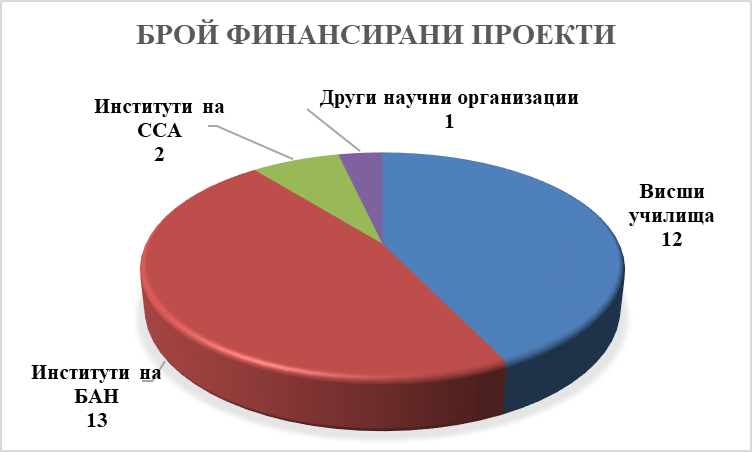 БРОЙ ФИНАНСИРАНИ ПРОЕКТИ
Други научни организации
1
Институти на
ССА
2
Висши
училища
12
Институти на
БАН
13